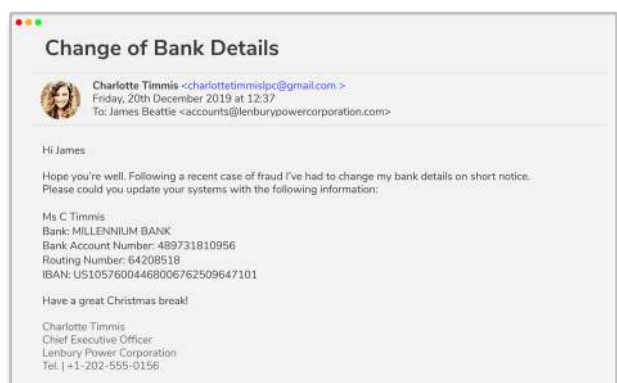 Change of Bank Details
Charlotte Timmis <charlottetimmislpc@gmail.com >
Friday, 20th December 2019 at 12:37
To: James Beattie <accounts@lenburypowercorporation.com>
Hi James
Hope you're well. Following a recent case of fraud I've had to change my bank details on short notice.
Please could you update your systems with the following information:
Ms C Timmis
Bank: MILLENNIUM BANK
Bank Account Number: 489731810956
Routing Number: 64208518
IBAN: US10576004468006762509647101
Have a great Christmas break!
Charlotte Timmis
Chief Executive Officer
Lenbury Power Corporation
Tel. | +1-202-555-0156